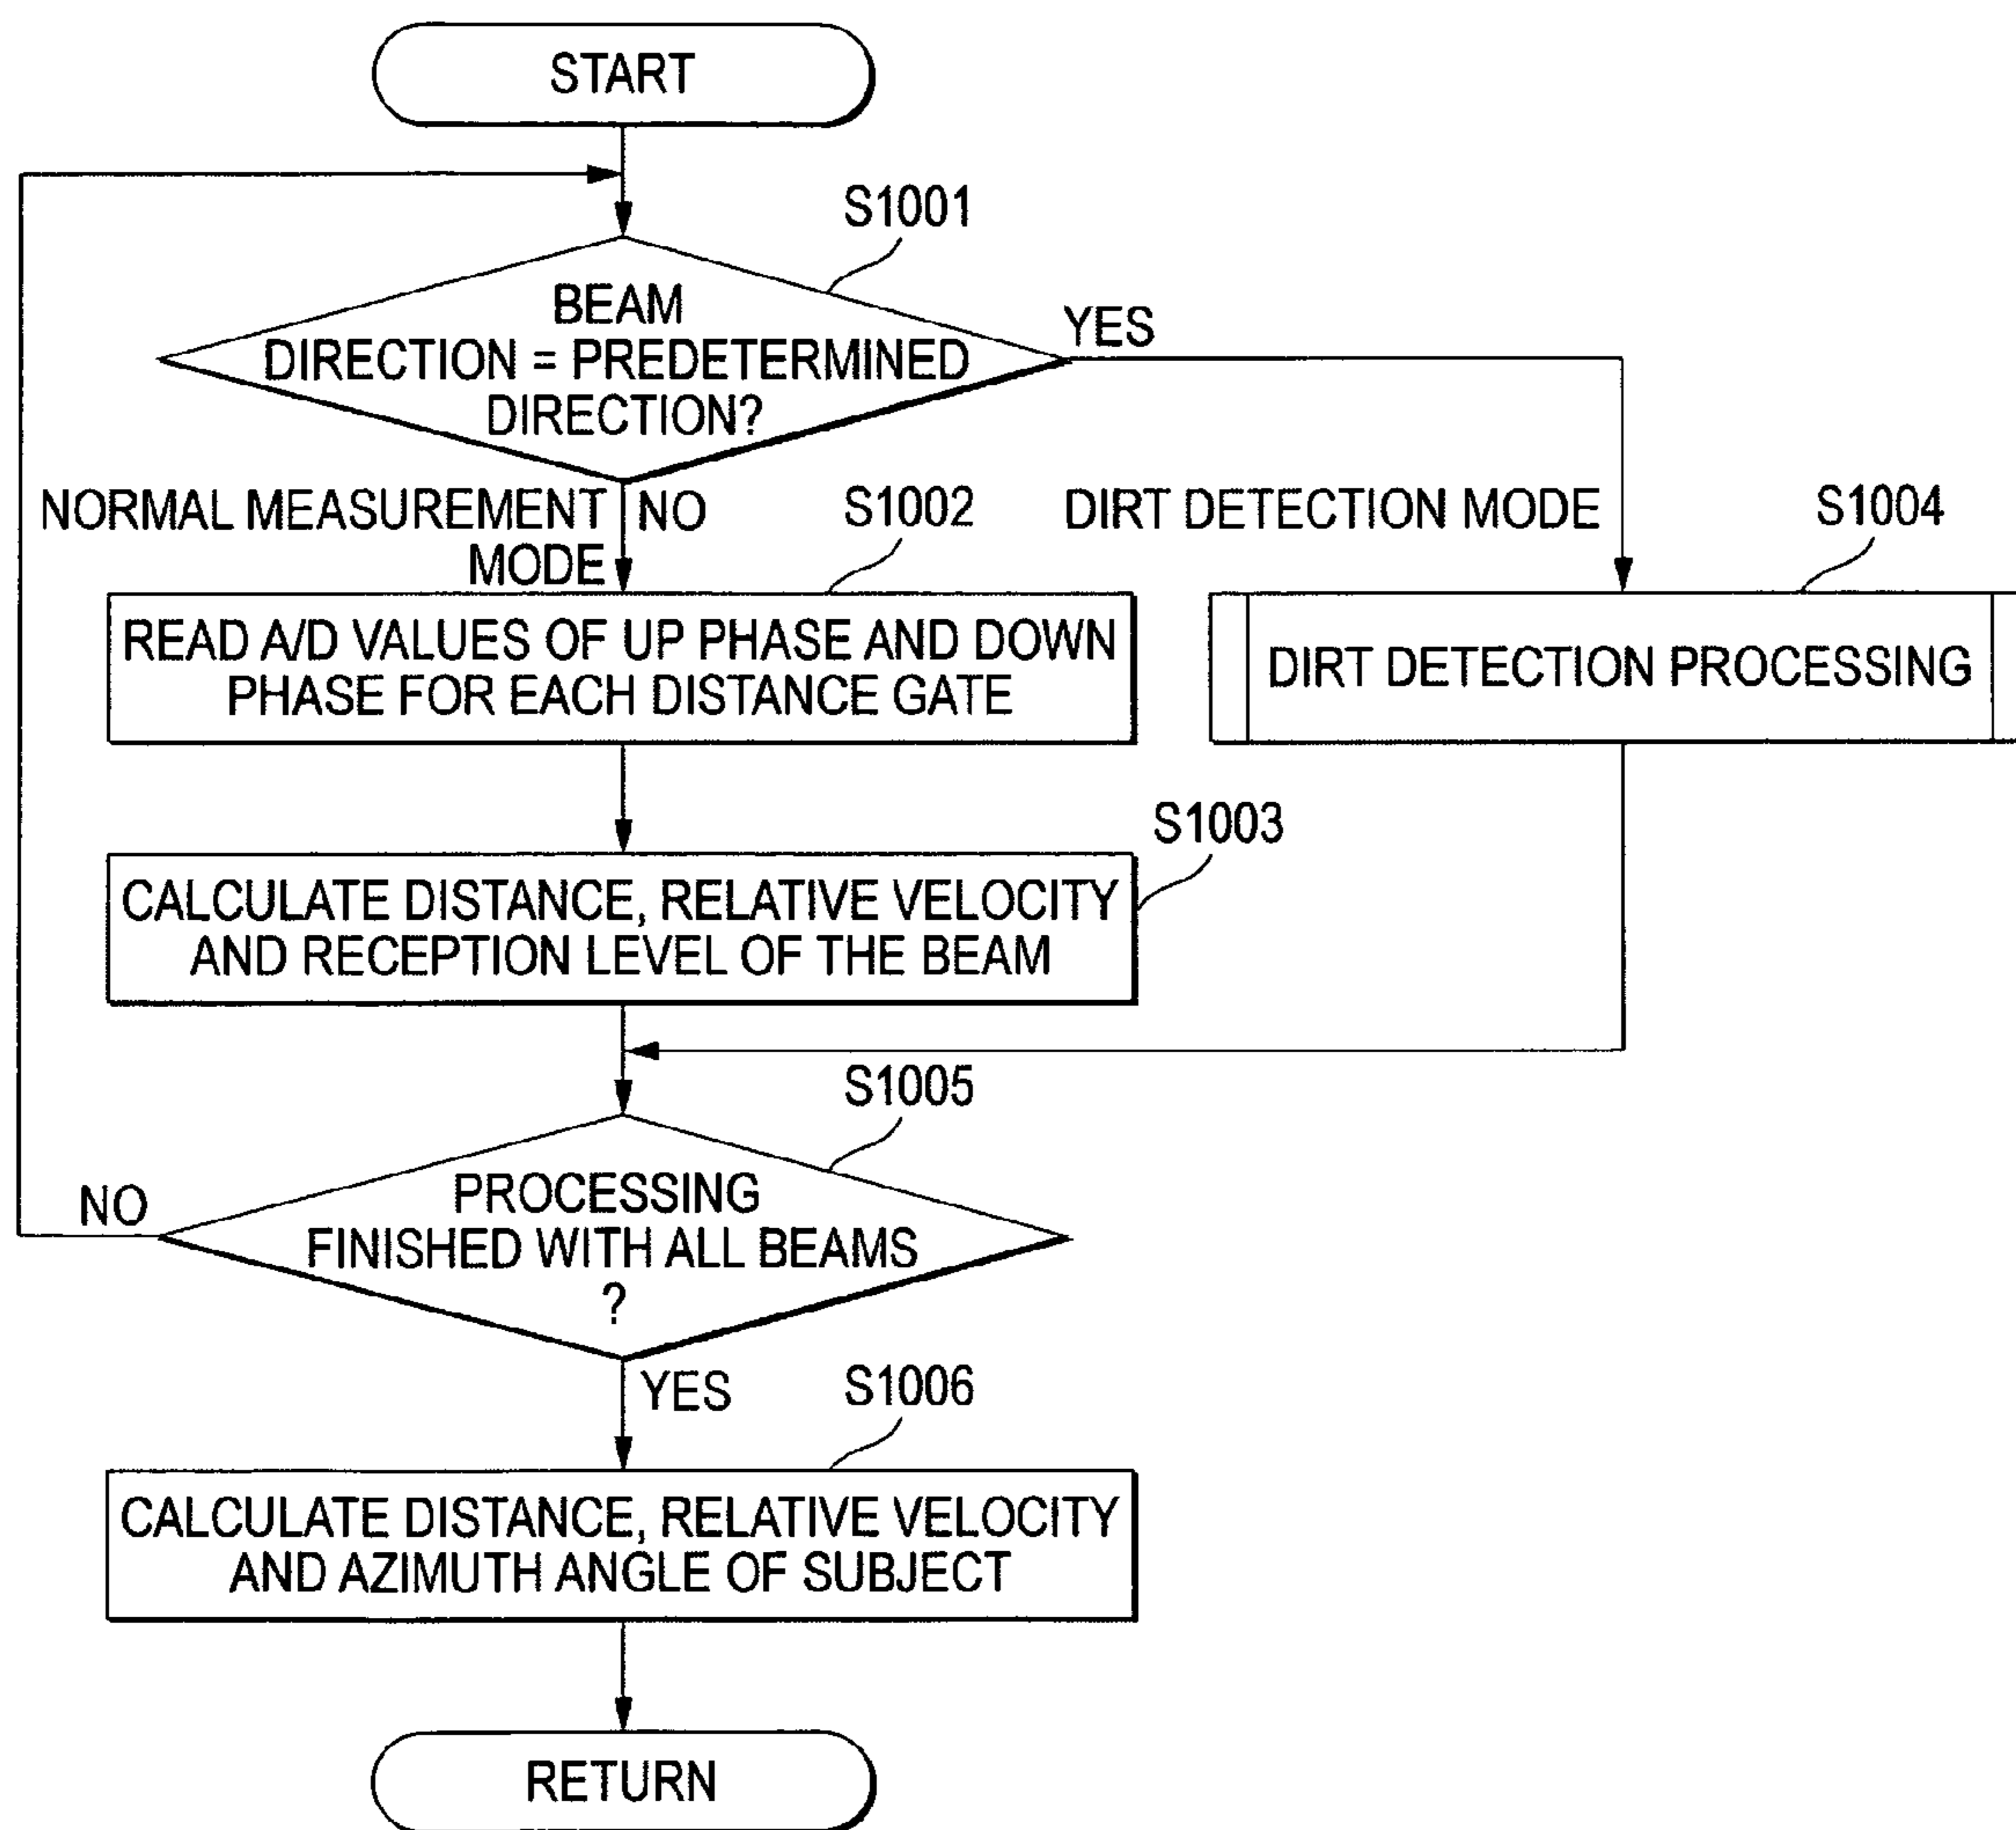 START
S1001
BEAM
DIRECTION = PREDETERMINED
DIRECTION?
YES
NORMAL MEASUREMENT
MODE
NO
S1002
DIRT DETECTION MODE
S1004
READ A/D VALUES OF UP PHASE AND DOWN
PHASE FOR EACH DISTANCE GATE
DIRT DETECTION PROCESSING
S1003
CALCULATE DISTANCE, RELATIVE VELOCITY
AND RECEPTION LEVEL OF THE BEAM
S1005
NO
PROCESSING
FINISHED WITH ALL BEAMS
?
YES
S1006
CALCULATE DISTANCE, RELATIVE VELOCITY
AND AZIMUTH ANGLE OF SUBJECT
RETURN